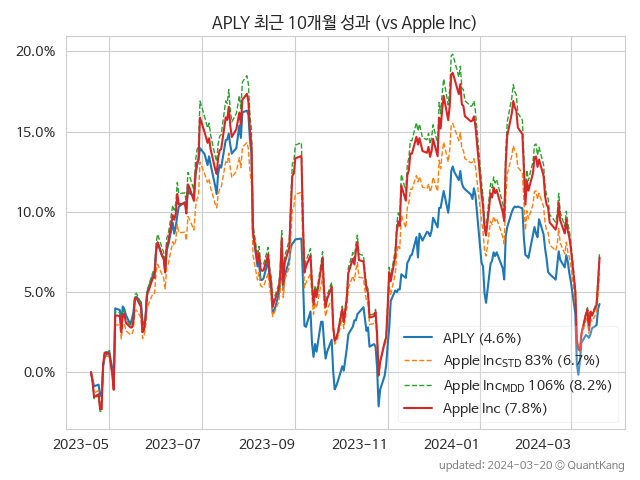 APLY 최근 10개월 성과 (vs Apple Inc)
20.0%
15.0%
10.0%
5.0%
0.0%
APLY (4.6%)
Apple Inc_STD 83% (6.7%)
Apple Inc_MDD 106% (8.2%)
Apple Inc (7.8%)
2023-05 2023-07 2023-09 2023-11 2024-01 2024-03
updated: 2024-03-20 © QuantKang